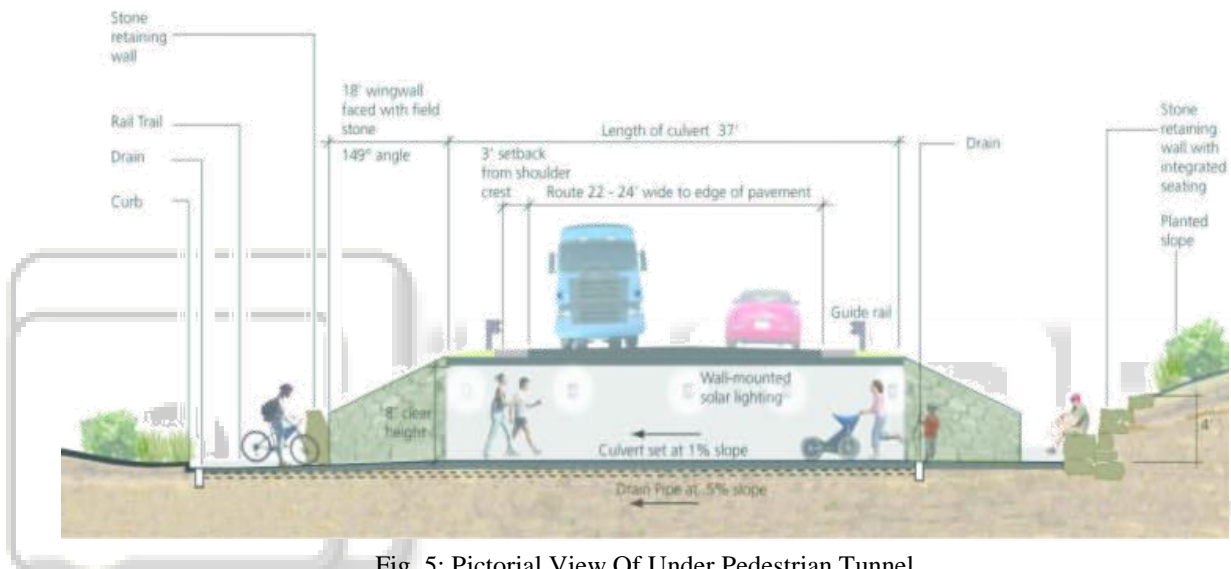 Stone
retaining
wall
18' wingwall
faced with field
stone
149º angle
Rail Trail
Drain
Curb
Length of culvert 37'
3' setback
from shoulder
crest
Route 22 - 24' wide to edge of pavement
Drain
Stone
retaining
wall with
integrated
seating
Planted
slope
Guide rail
Wall-mounted
solar lighting
8' clear
height
Culvert set at 1% slope
4'
Drain Pipe at .5% slope
Fig. 5: Pictorial View Of Under Pedestrian Tunnel